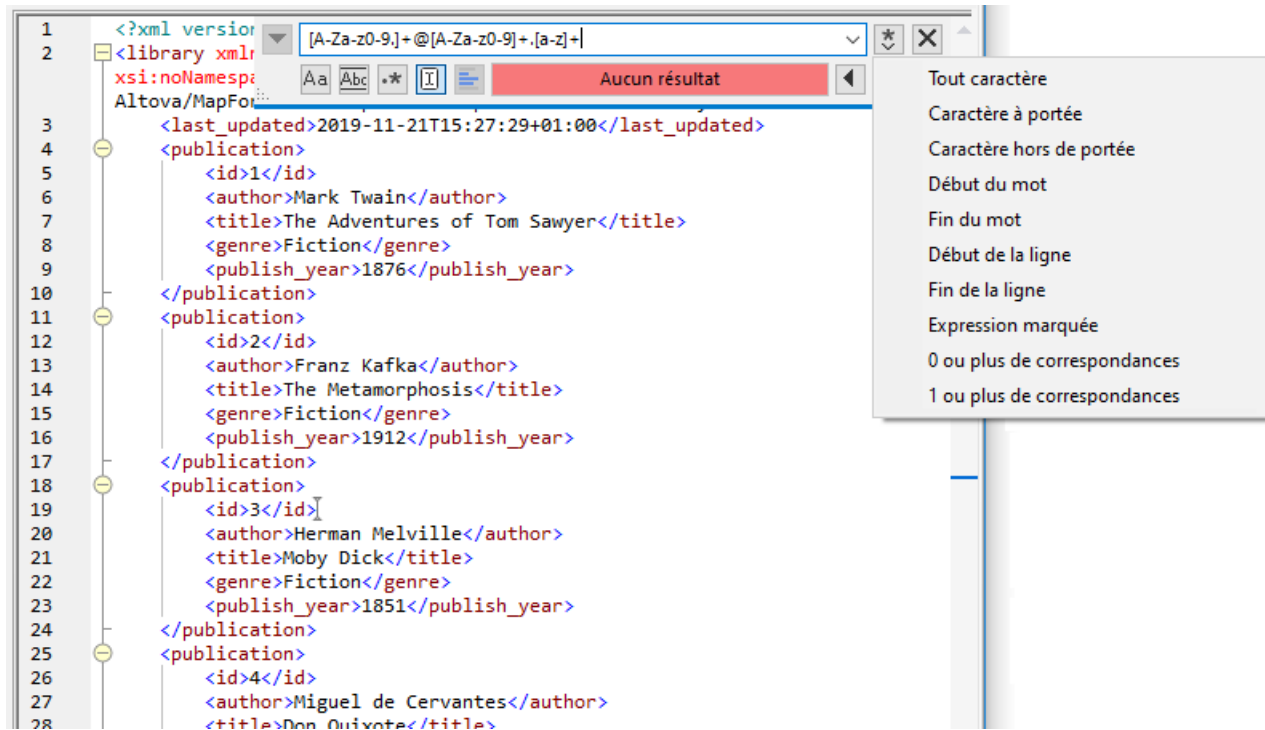 1 <?xml version
[A-Za-z0-9.]+@[A-Za-z0-9]+.[a-z]+
2 <library xmln
xsi:noNamespa
Aa Abc .* Aucun résultat
Altova/MapFor
3 <last_updated>2019-11-21T15:27:29+01:00</last_updated>
4 <publication>
5 <id>1</id>
6 <author>Mark Twain</author>
7 <title>The Adventures of Tom Sawyer</title>
8 <genre>Fiction</genre>
9 <publish_year>1876</publish_year>
10 </publication>
11 <publication>
12 <id>2</id>
13 <author>Franz Kafka</author>
14 <title>The Metamorphosis</title>
15 <genre>Fiction</genre>
16 <publish_year>1912</publish_year>
17 </publication>
18 <publication>
19 <id>3</id>
20 <author>Herman Melville</author>
21 <title>Moby Dick</title>
22 <genre>Fiction</genre>
23 <publish_year>1851</publish_year>
24 </publication>
25 <publication>
26 <id>4</id>
27 <author>Miguel de Cervantes</author>
28 <title>Don Quixote</title>
Tout caractère
Caractère à portée
Caractère hors de portée
Début du mot
Fin du mot
Début de la ligne
Fin de la ligne
Expression marquée
0 ou plus de correspondances
1 ou plus de correspondances